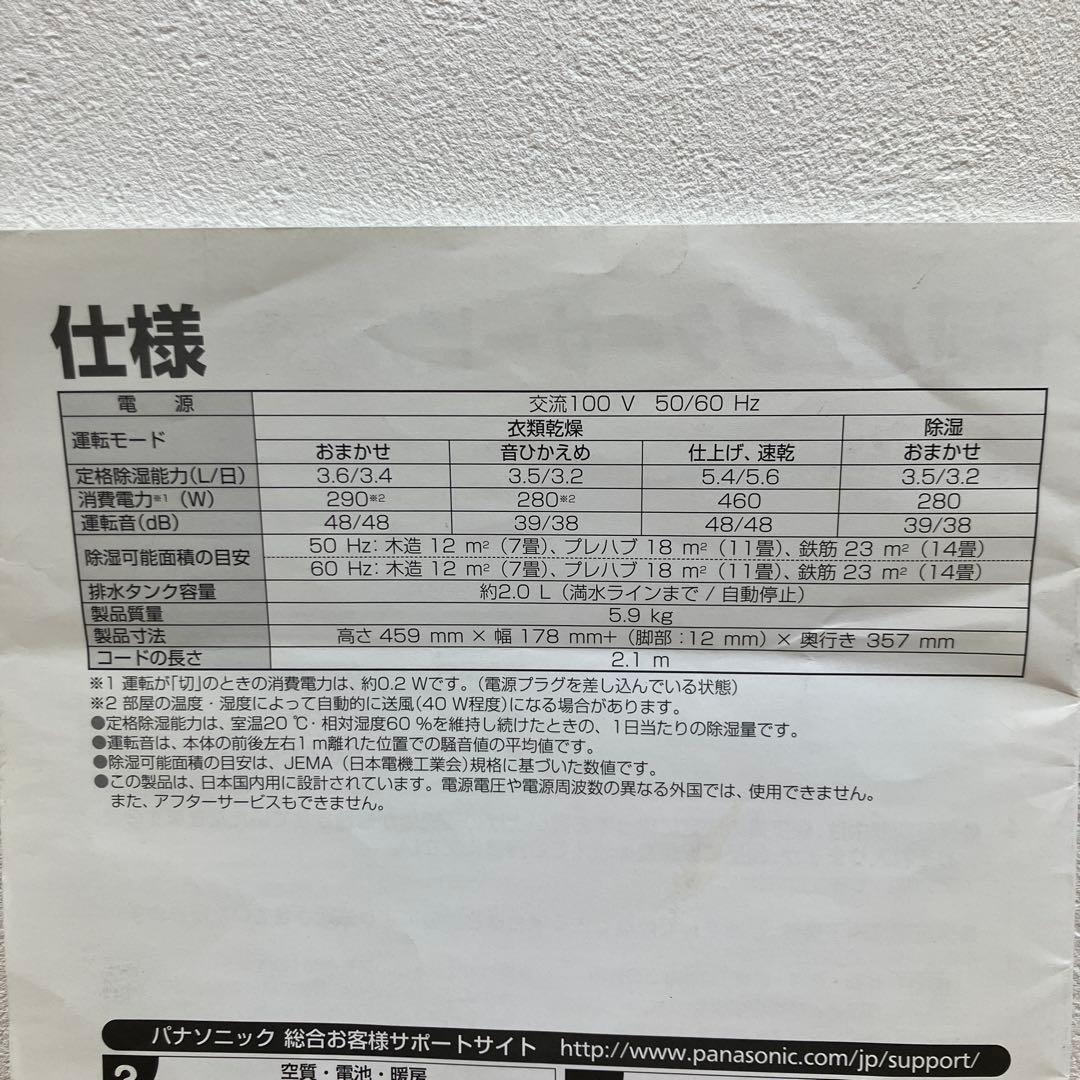 仕様
電 源 交流100 V 50/60 Hz
運転モード 衣類乾燥 除湿
おまかせ 音ひかえめ 仕上げ、速乾 おまかせ
定格除湿能力(L/日) 3.6/3.4 3.5/3.2 5.4/5.6 3.5/3.2
消費電力※1(W) 290※2 280※2 460 280
運転音(dB) 48/48 39/38 48/48 39/38
除湿可能面積の目安 50 Hz：木造 12 m²（7畳）、プレハブ 18 m²（11畳）、鉄筋 23 m²（14畳）
60 Hz：木造 12 m²（7畳）、プレハブ 18 m²（11畳）、鉄筋 23 m²（14畳）
排水タンク容量 約2.0 L（満水ラインまで / 自動停止）
製品質量 5.9 kg
製品寸法 高さ 459 mm × 幅 178 mm+（脚部：12 mm）× 奥行き 357 mm
コードの長さ 2.1 m
※1 運転が「切」のときの消費電力は、約0.2 Wです。（電源プラグを差し込んでいる状態）
※2 部屋の温度・湿度によって自動的に送風（40 W程度）になる場合があります。
●定格除湿能力は、室温20 ℃・相対湿度60 %を維持し続けたときの、1日当たりの除湿量です。
●運転音は、本体の前後左右1 m離れた位置での騒音値の平均値です。
●除湿可能面積の目安は、JEMA（日本電機工業会）規格に基づいた数値です。
●この製品は、日本国内用に設計されています。電源電圧や電源周波数の異なる外国では、使用できません。
また、アフターサービスもできません。
パナソニック 総合お客様サポートサイト http://www.panasonic.com/jp/support/
空質・電池・暖房